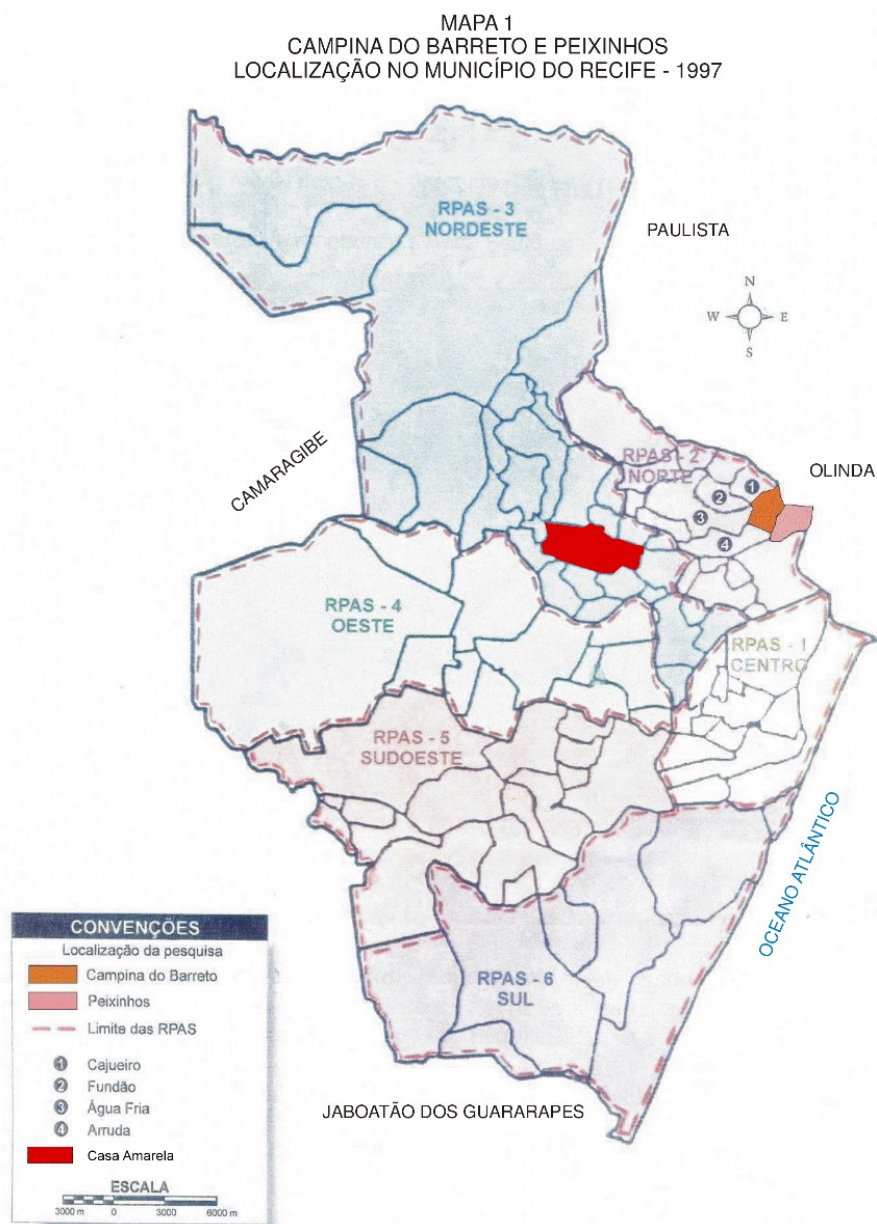 MAPA 1
CAMPINA DO BARRETO E PEIXINHOS
LOCALIZAÇÃO NO MUNICÍPIO DO RECIFE - 1997
RPAS - 3
NORDESTE
PAULISTA
N
W
E
S
CAMARAGIBE
RPAS - 2
NORTE
OLINDA
1
2
3
4
RPAS - 4
OESTE
RPAS - 1
CENTRO
RPAS - 5
SUDOESTE
OCEANO ATLÂNTICO
RPAS - 6
SUL
JABOATÃO DOS GUARARAPES
CONVENÇÕES
Localização da pesquisa
Campina do Barreto
Peixinhos
Limite das RPAS
1 Cajueiro
2 Fundão
3 Água Fria
4 Arruda
Casa Amarela
ESCALA
3000 m 0 3000 6000 m